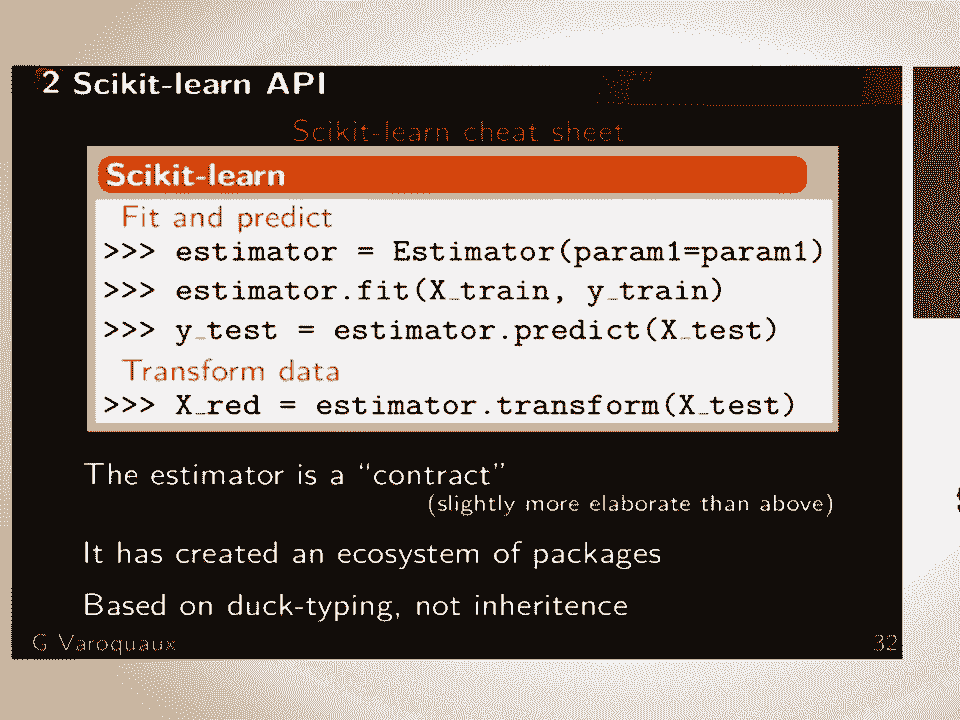 2 Scikit-learn API
Scikit-learn cheat sheet
Scikit-learn
Fit and predict
>>> estimator = Estimator(param1=param1)
>>> estimator.fit(X_train, y_train)
>>> y_test = estimator.predict(X_test)
Transform data
>>> X_red = estimator.transform(X_test)
The estimator is a “contract”
(slightly more elaborate than above)
It has created an ecosystem of packages
Based on duck-typing, not inheritence
G Varoquaux
32